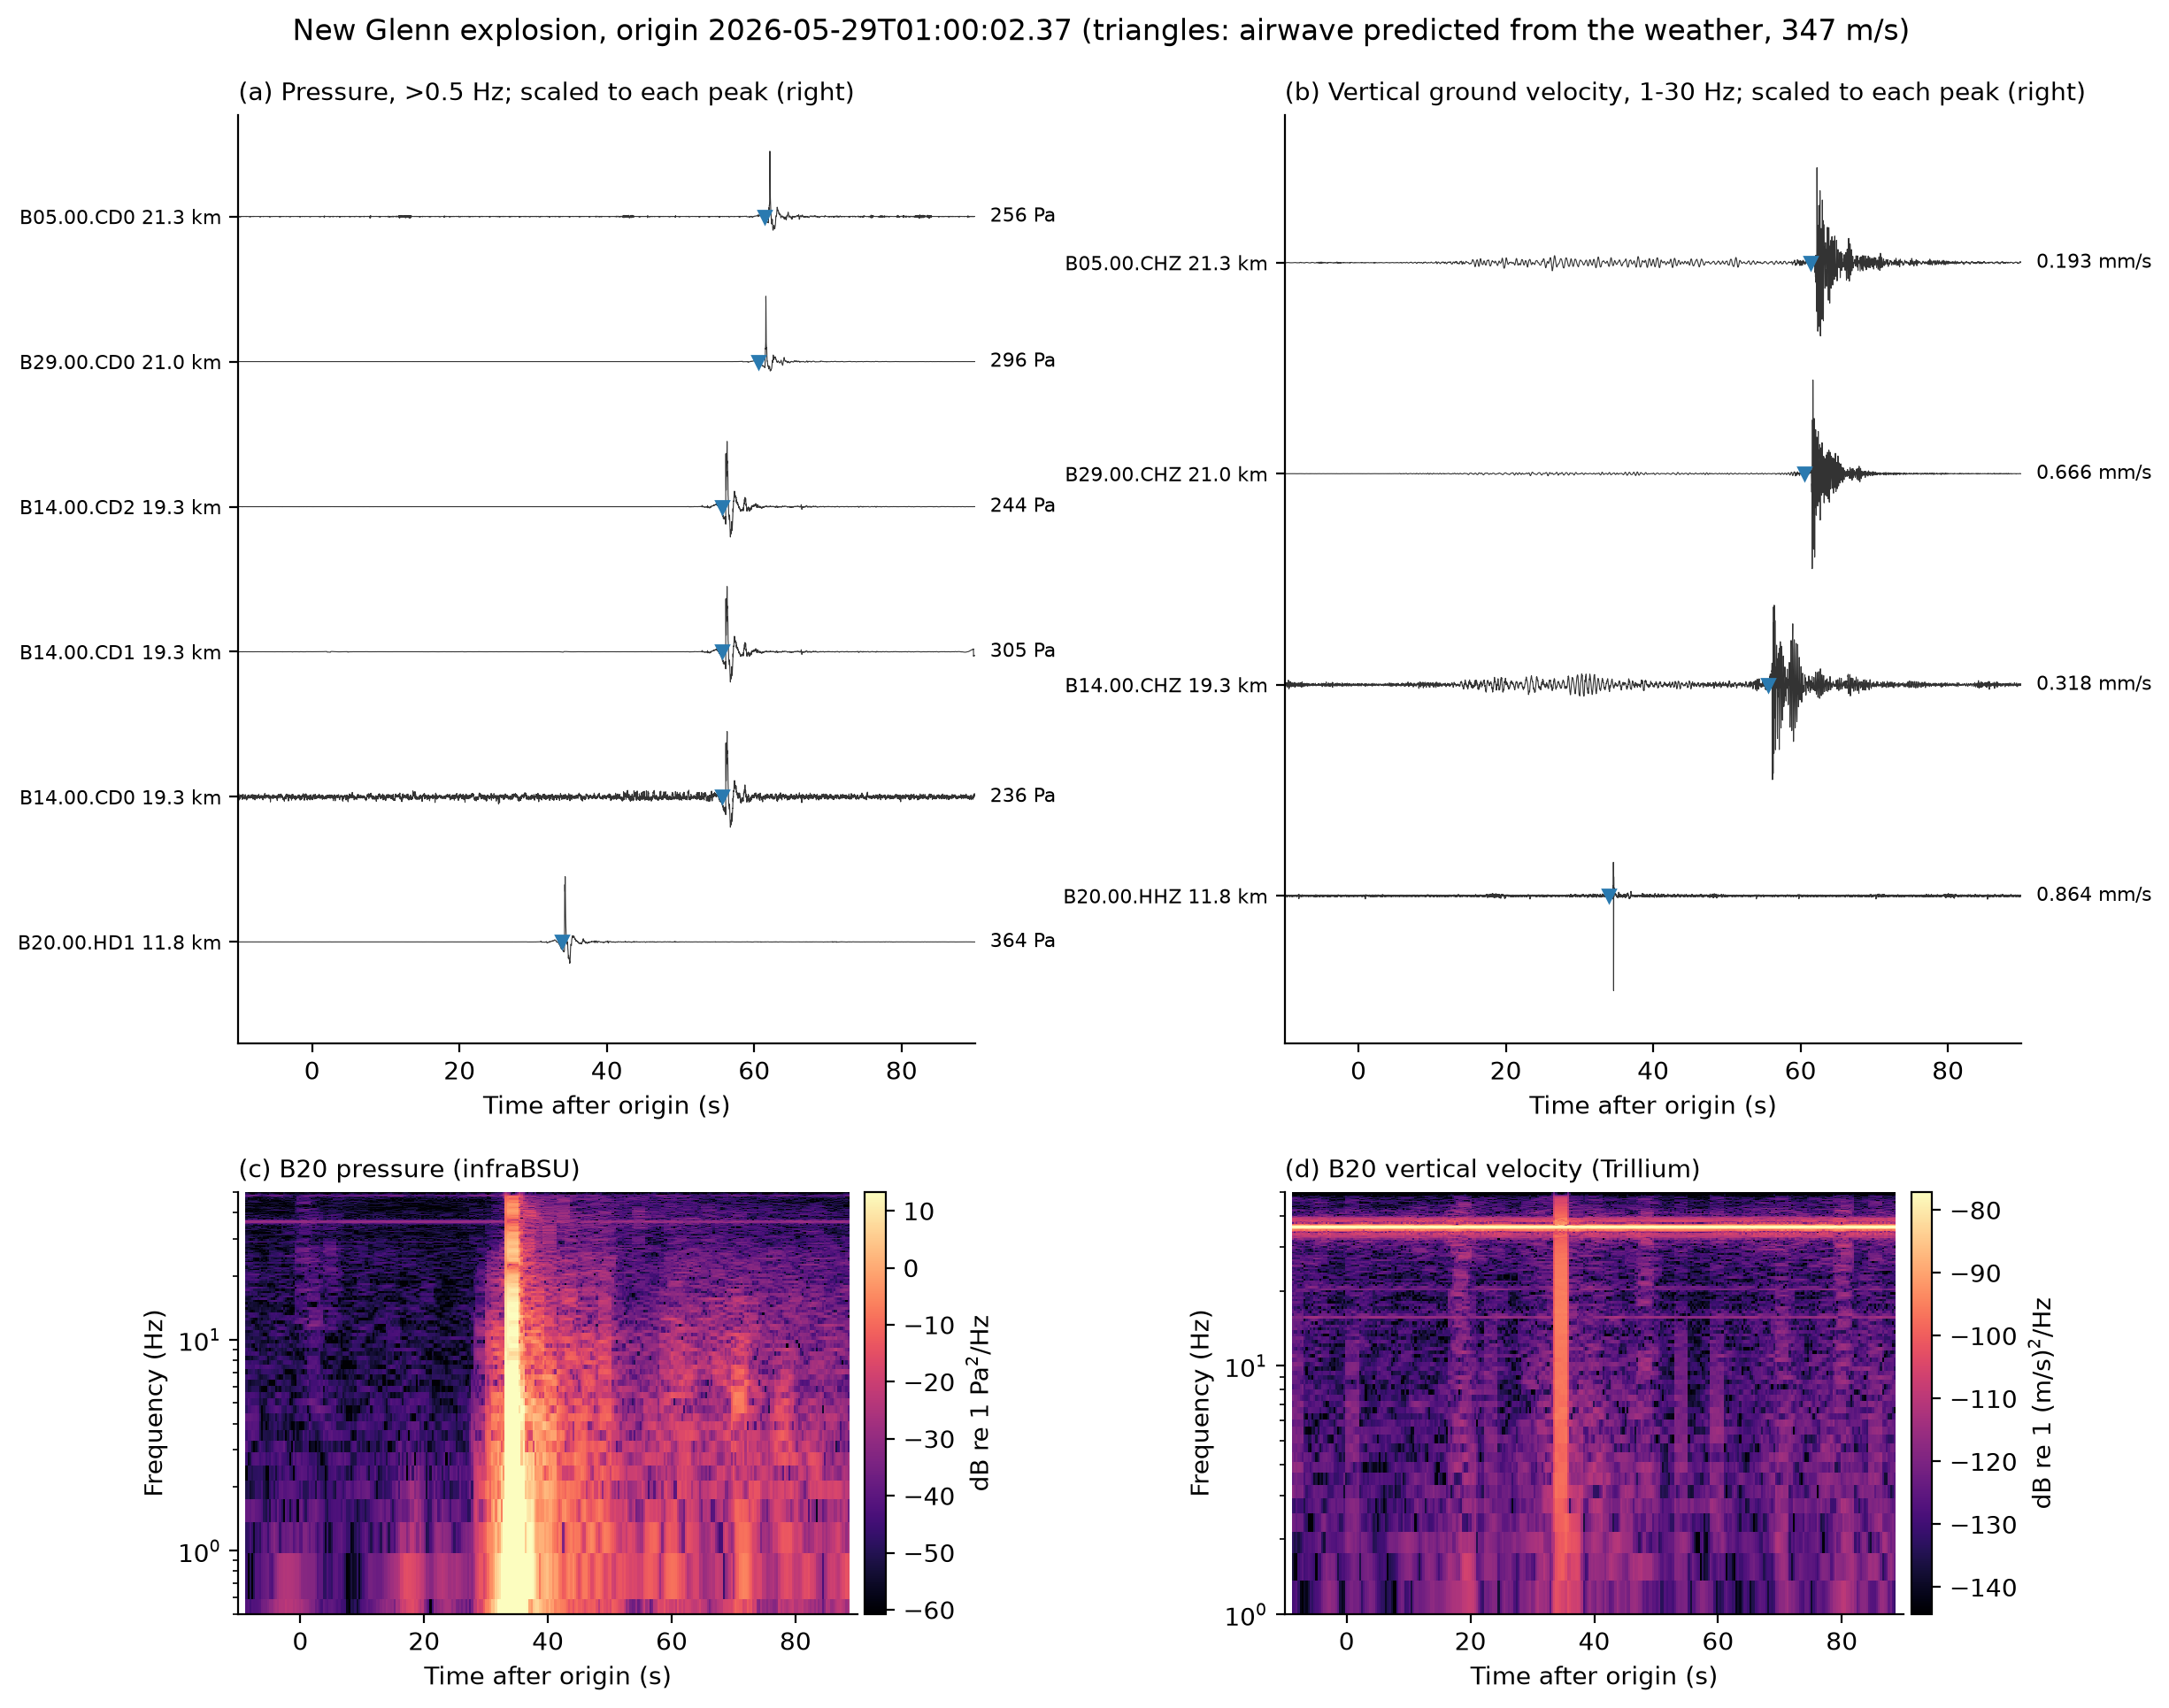 New Glenn explosion, origin 2026-05-29T01:00:02.37 (triangles: airwave predicted from the weather, 347 m/s)
(a) Pressure, >0.5 Hz; scaled to each peak (right)
B05.00.CD0 21.3 km
256 Pa
B29.00.CD0 21.0 km
296 Pa
B14.00.CD2 19.3 km
244 Pa
B14.00.CD1 19.3 km
305 Pa
B14.00.CD0 19.3 km
236 Pa
B20.00.HD1 11.8 km
364 Pa
0 20 40 60 80
Time after origin (s)
(b) Vertical ground velocity, 1-30 Hz; scaled to each peak (right)
B05.00.CHZ 21.3 km
0.193 mm/s
B29.00.CHZ 21.0 km
0.666 mm/s
B14.00.CHZ 19.3 km
0.318 mm/s
B20.00.HHZ 11.8 km
0.864 mm/s
0 20 40 60 80
Time after origin (s)
(c) B20 pressure (infraBSU)
Frequency (Hz)
10¹
10⁰
0 20 40 60 80
Time after origin (s)
10
0
−10
−20
−30
−40
−50
−60
dB re 1 Pa²/Hz
(d) B20 vertical velocity (Trillium)
Frequency (Hz)
10¹
10⁰
0 20 40 60 80
Time after origin (s)
−80
−90
−100
−110
−120
−130
−140
dB re 1 (m/s)²/Hz